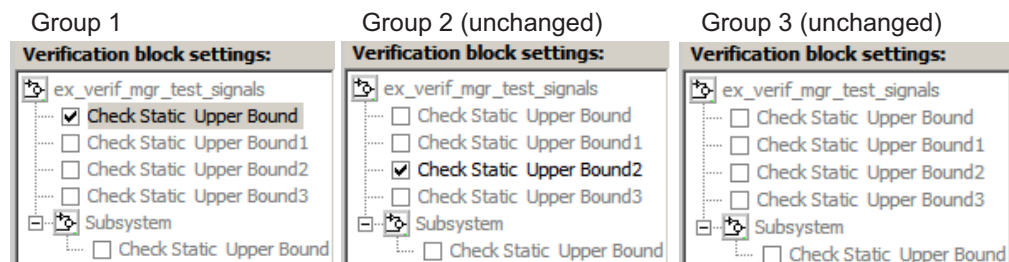 Group 1
Verification block settings:
ex_verif_mgr_test_signals
Check Static Upper Bound
Check Static Upper Bound1
Check Static Upper Bound2
Check Static Upper Bound3
Subsystem
Check Static Upper Bound
Group 2 (unchanged)
Verification block settings:
ex_verif_mgr_test_signals
Check Static Upper Bound
Check Static Upper Bound1
Check Static Upper Bound2
Check Static Upper Bound3
Subsystem
Check Static Upper Bound
Group 3 (unchanged)
Verification block settings:
ex_verif_mgr_test_signals
Check Static Upper Bound
Check Static Upper Bound1
Check Static Upper Bound2
Check Static Upper Bound3
Subsystem
Check Static Upper Bound